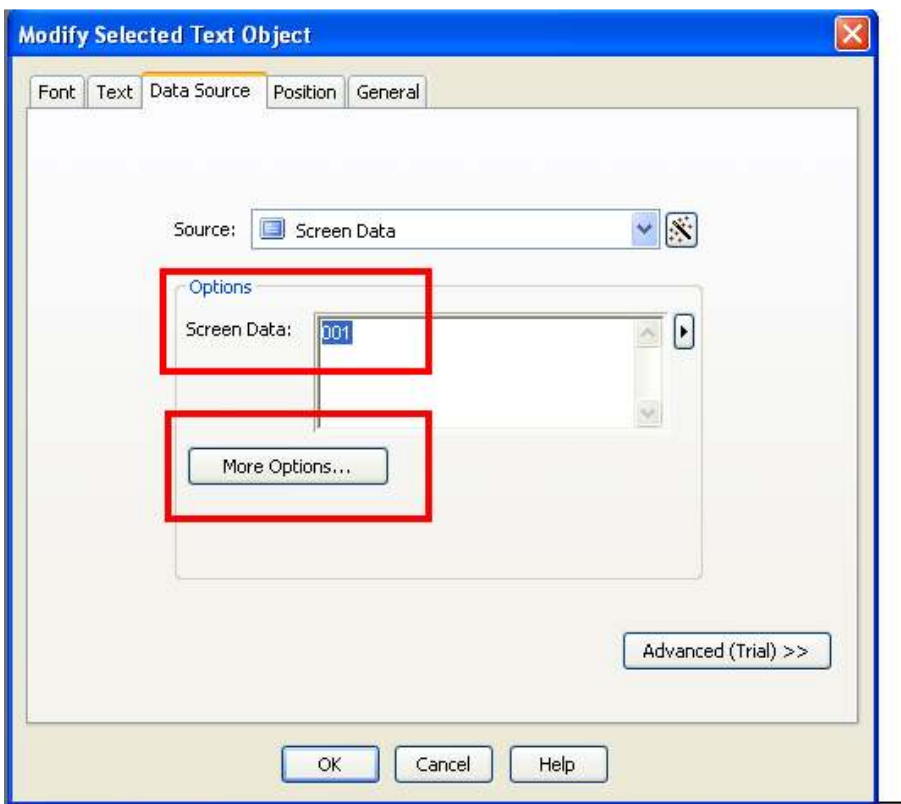 Modify Selected Text Object
Font Text Data Source Position General
Source: Screen Data
Options
Screen Data: 001
More Options...
Advanced (Trial) >>
OK Cancel Help